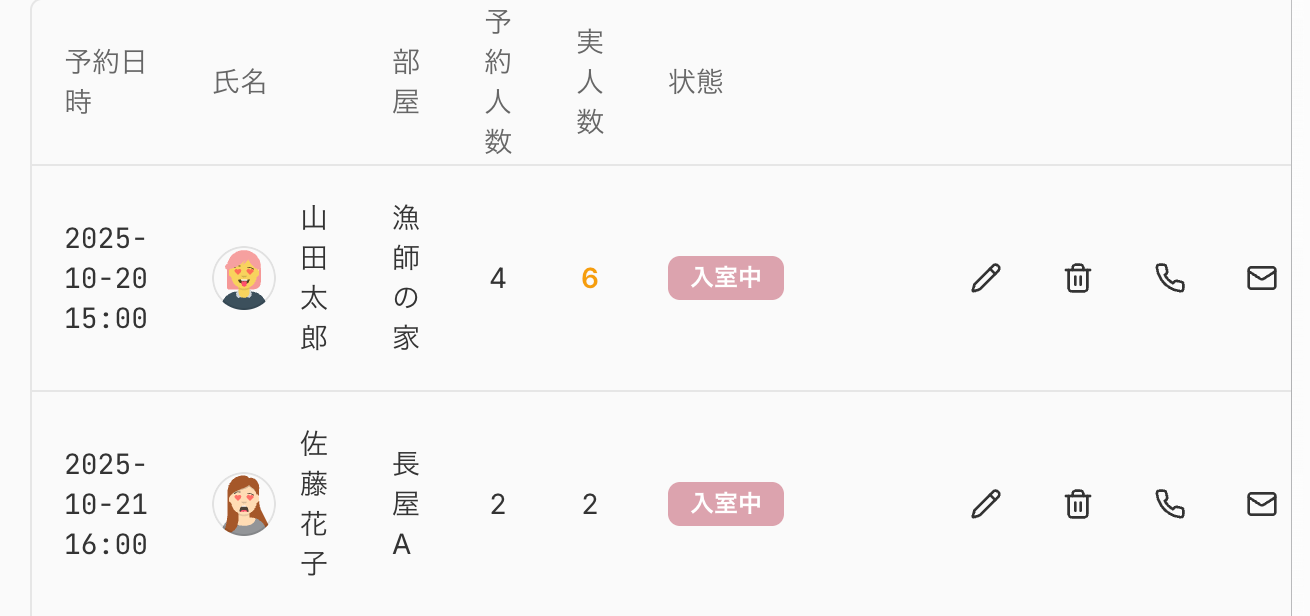 予約日
時
氏名
部
屋
予
約
人
数
実
人
数
状態
2025-
10-20
15:00
山
田
太
郎
漁
師
の
家
4
6
入室中
2025-
10-21
16:00
佐
藤
花
子
長
屋
A
2
2
入室中